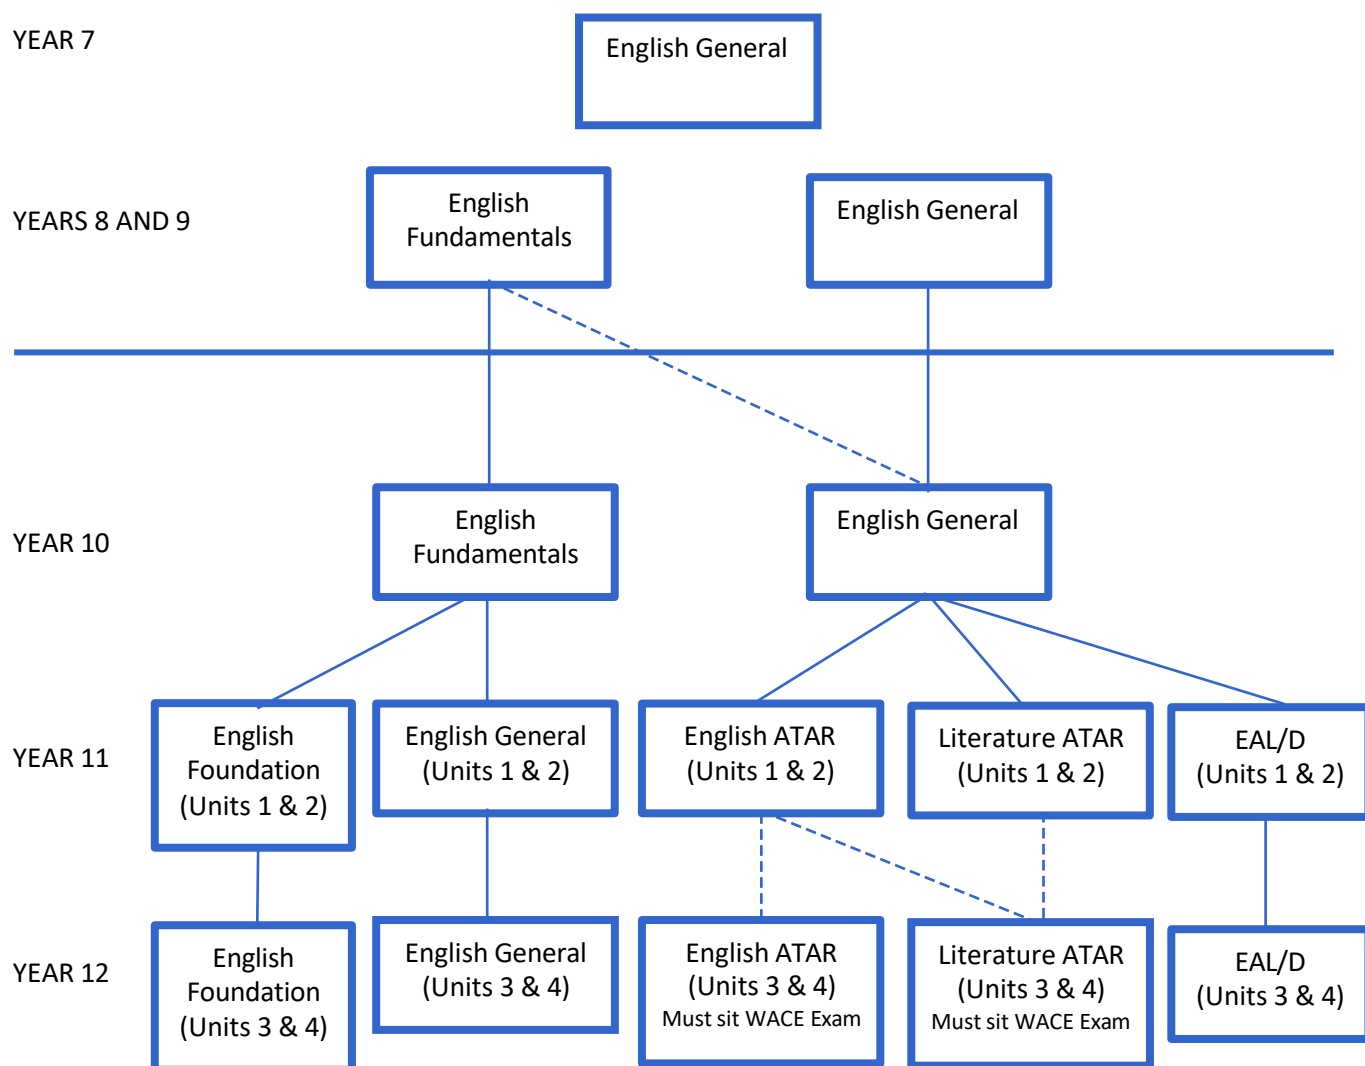 YEAR 7
English General
YEARS 8 AND 9
English
Fundamentals
English General
YEAR 10
English
Fundamentals
English General
YEAR 11
English
Foundation
(Units 1 & 2)
English General
(Units 1 & 2)
English ATAR
(Units 1 & 2)
Literature ATAR
(Units 1 & 2)
EAL/D
(Units 1 & 2)
YEAR 12
English
Foundation
(Units 3 & 4)
English General
(Units 3 & 4)
English ATAR
(Units 3 & 4)
Must sit WACE Exam
Literature ATAR
(Units 3 & 4)
Must sit WACE Exam
EAL/D
(Units 3 & 4)